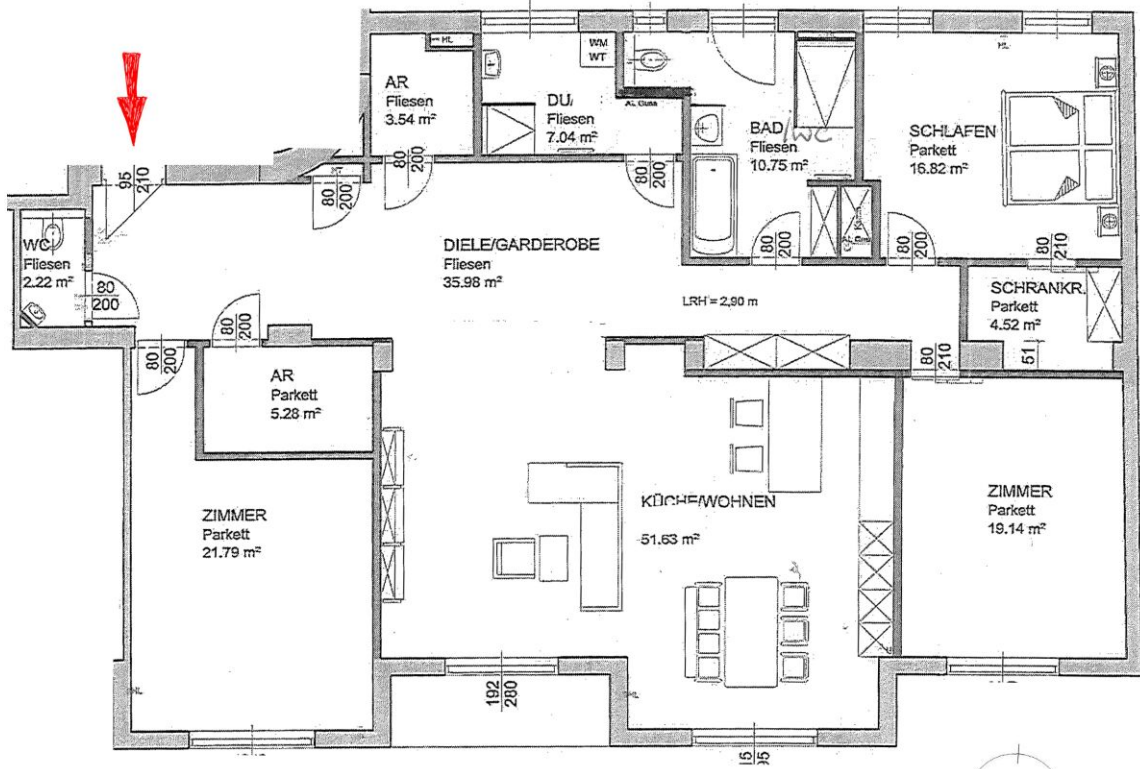 HL
WM
WT
AR
Fliesen
3.54 m²
DU/
Fliesen
7.04 m²
BAD/WC
Fliesen
10.75 m²
HL
SCHLAFEN
Parkett
16.82 m²
95
210
80
200
80
200
80
200
80
200
80
200
80
210
WC
Fliesen
2.22 m²
80
200
DIELE/GARDEROBE
Fliesen
35.98 m²
LRH = 2,90 m
SCHRANKR.
Parkett
4.52 m²
51
80
200
80
200
80
210
AR
Parkett
5.28 m²
ZIMMER
Parkett
21.79 m²
KÜCHE/WOHNEN
51.63 m²
ZIMMER
Parkett
19.14 m²
HL
HL
192
280